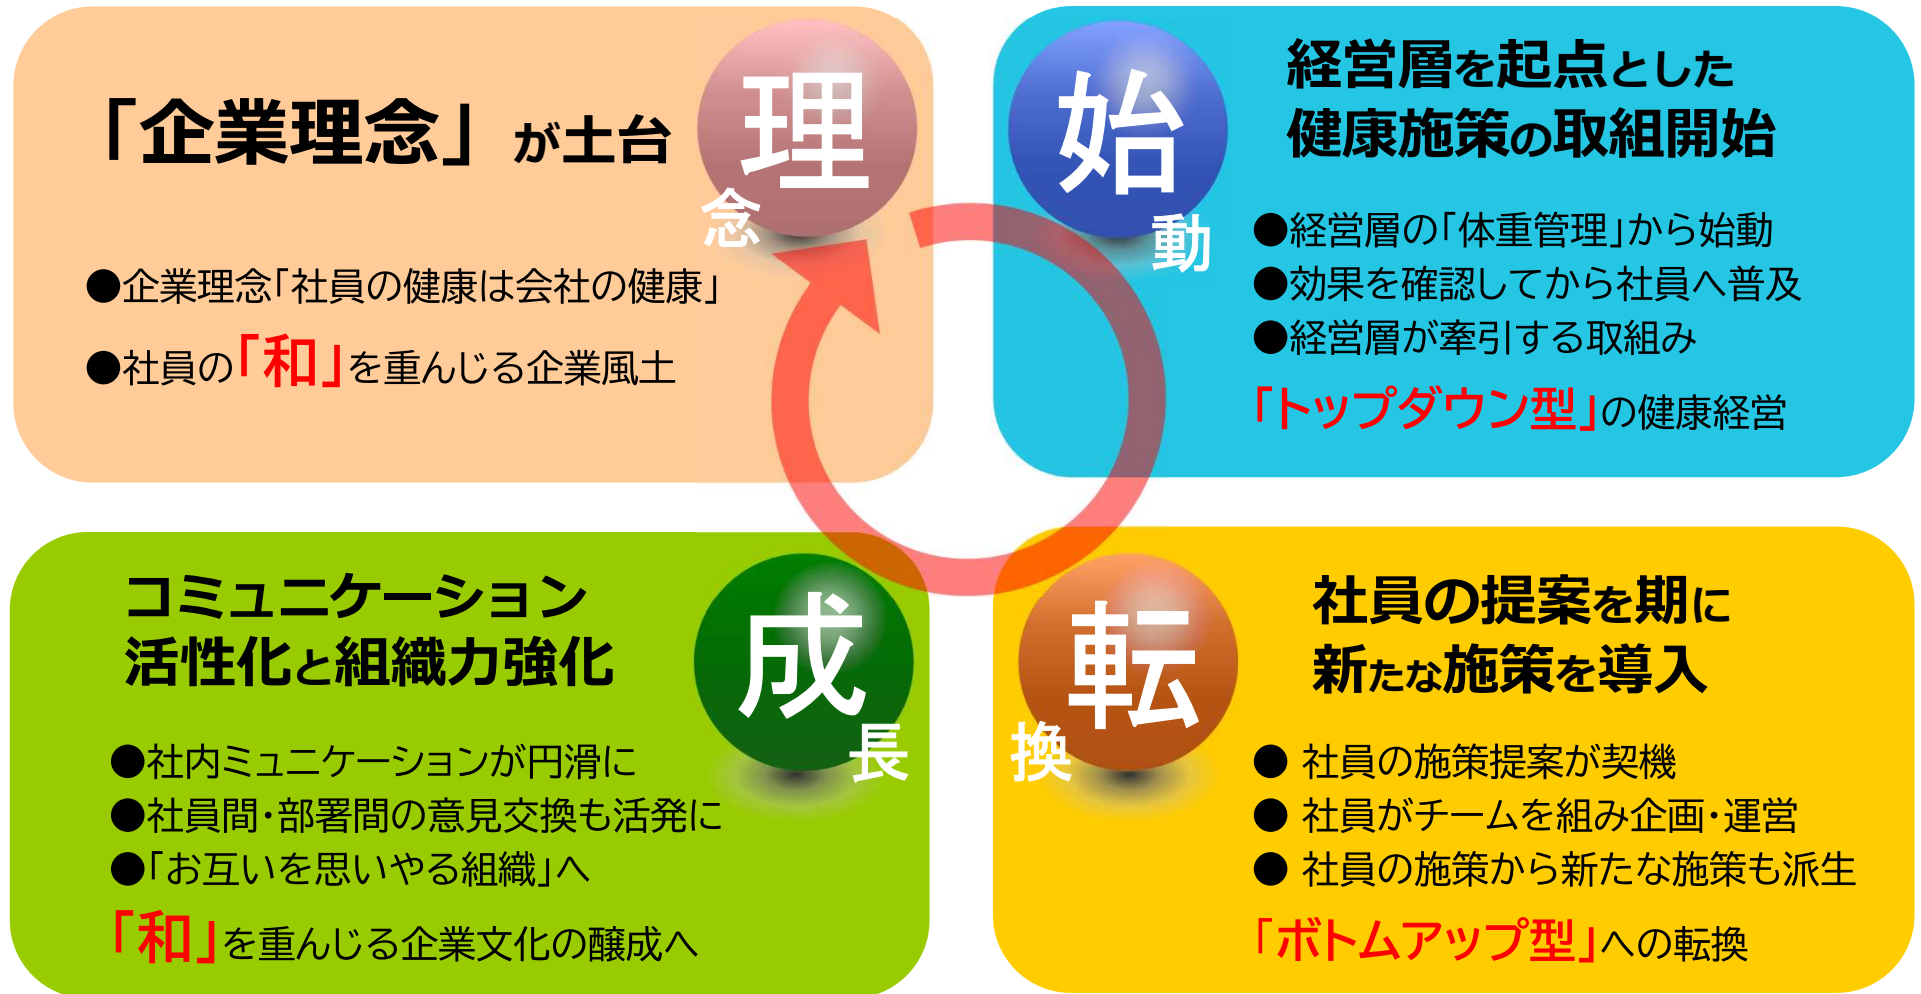 「企業理念」が土台
理念
●企業理念「社員の健康は会社の健康」
●社員の「和」を重んじる企業風土
始動
経営層を起点とした
健康施策の取組開始
●経営層の「体重管理」から始動
●効果を確認してから社員へ普及
●経営層が牽引する取組み
「トップダウン型」の健康経営
コミュニケーション
活性化と組織力強化
成長
●社内ミュニケーションが円滑に
●社員間・部署間の意見交換も活発に
●「お互いを思いやる組織」へ
「和」を重んじる企業文化の醸成へ
転換
社員の提案を期に
新たな施策を導入
● 社員の施策提案が契機
● 社員がチームを組み企画・運営
● 社員の施策から新たな施策も派生
「ボトムアップ型」への転換